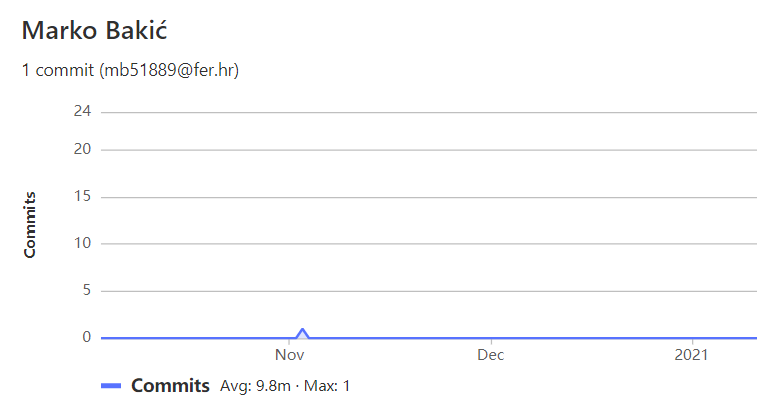 Marko Bakić
1 commit (mb51889@fer.hr)
24
20
15
10
5
0
Commits
Nov
Dec
2021
Commits Avg: 9.8m · Max: 1